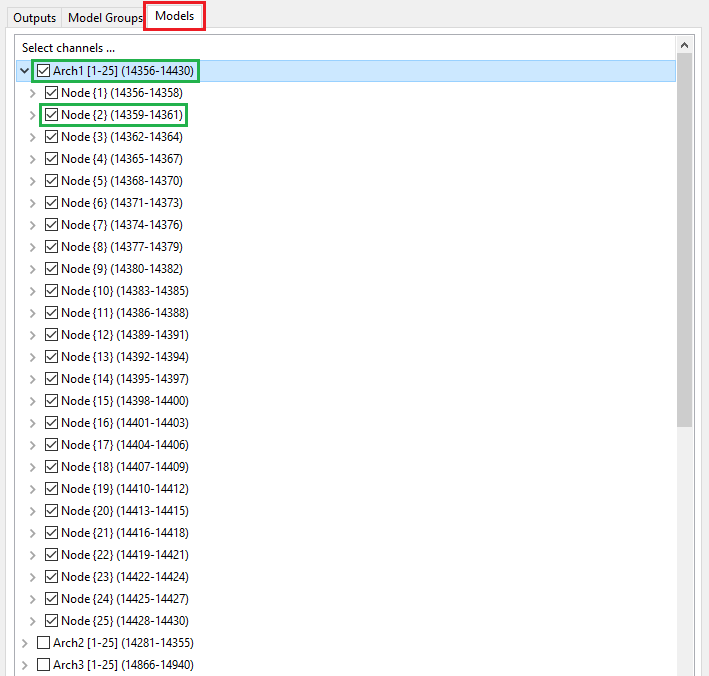 Outputs Model Groups Models
Select channels ...
Arch1 [1-25] (14356-14430)
Node {1} (14356-14358)
Node {2} (14359-14361)
Node {3} (14362-14364)
Node {4} (14365-14367)
Node {5} (14368-14370)
Node {6} (14371-14373)
Node {7} (14374-14376)
Node {8} (14377-14379)
Node {9} (14380-14382)
Node {10} (14383-14385)
Node {11} (14386-14388)
Node {12} (14389-14391)
Node {13} (14392-14394)
Node {14} (14395-14397)
Node {15} (14398-14400)
Node {16} (14401-14403)
Node {17} (14404-14406)
Node {18} (14407-14409)
Node {19} (14410-14412)
Node {20} (14413-14415)
Node {21} (14416-14418)
Node {22} (14419-14421)
Node {23} (14422-14424)
Node {24} (14425-14427)
Node {25} (14428-14430)
Arch2 [1-25] (14281-14355)
Arch3 [1-25] (14866-14940)